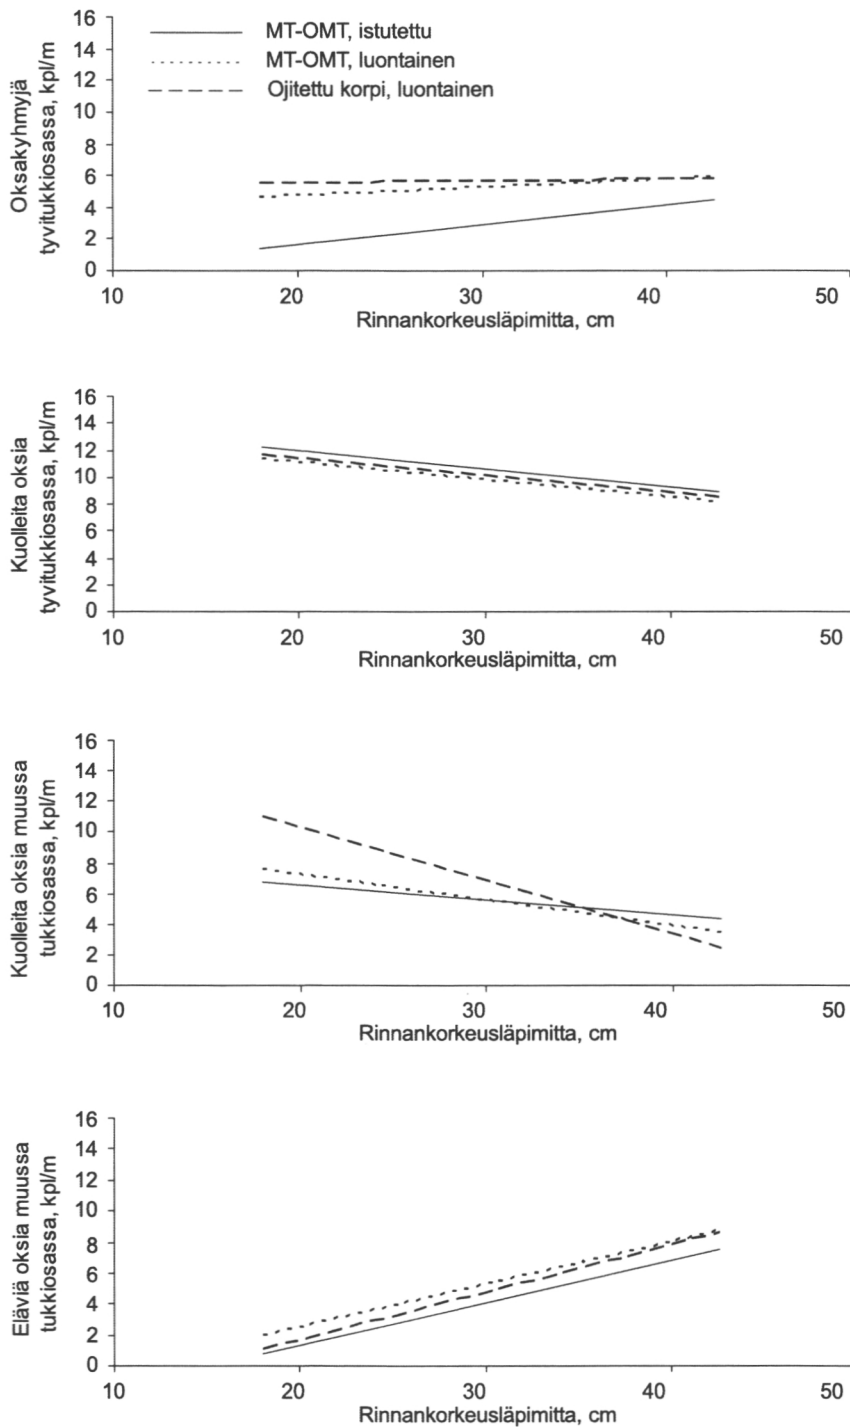 MT-OMT, istutettu
MT-OMT, luontainen
Ojitettu korpi, luontainen
Oksakyhmyjä
tyvitukkiosassa, kpl/m
16
14
12
10
8
6
4
2
0
10 20 30 40 50
Rinnankorkeusläpimitta, cm
Kuolleita oksia
tyvitukkiosassa, kpl/m
16
14
12
10
8
6
4
2
0
10 20 30 40 50
Rinnankorkeusläpimitta, cm
Kuolleita oksia muussa
tukkiosassa, kpl/m
16
14
12
10
8
6
4
2
0
10 20 30 40 50
Rinnankorkeusläpimitta, cm
Eläviä oksia muussa
tukkiosassa, kpl/m
16
14
12
10
8
6
4
2
0
10 20 30 40 50
Rinnankorkeusläpimitta, cm